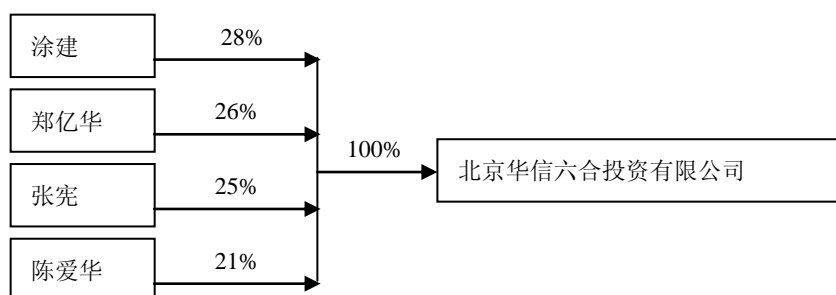 涂建
28%
郑亿华
26%
100%
北京华信六合投资有限公司
张宪
25%
陈爱华
21%